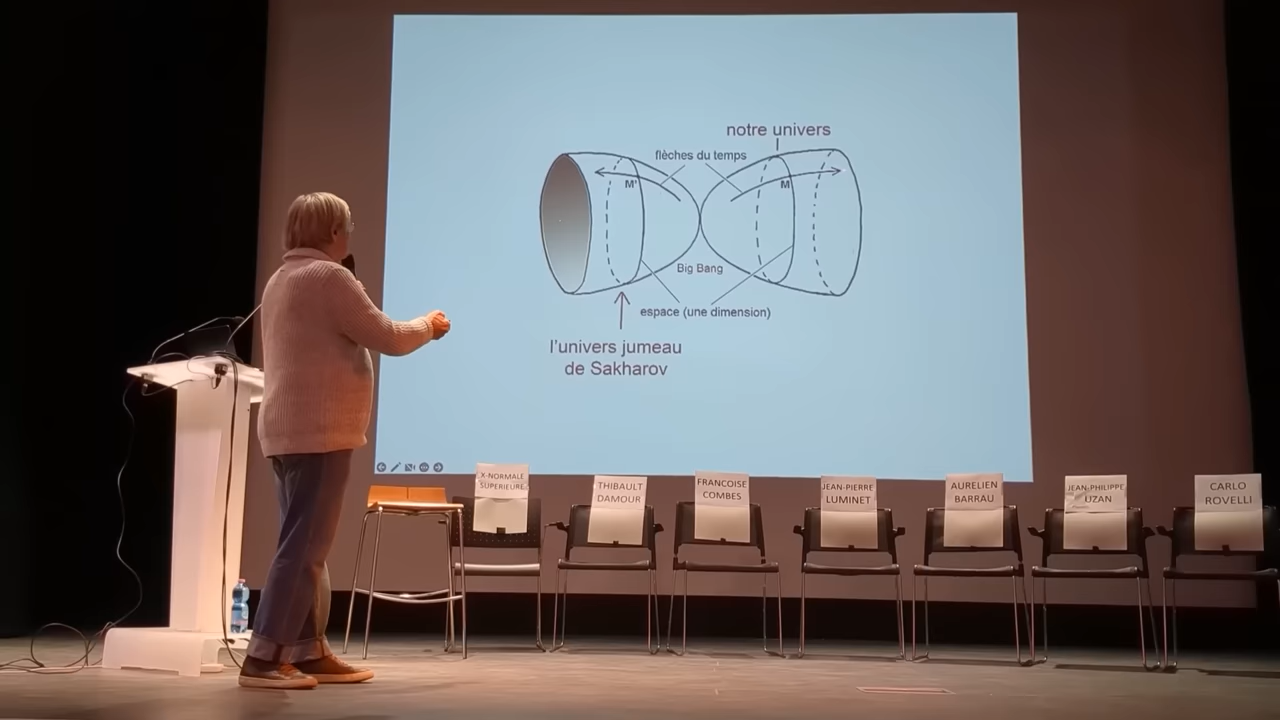 notre univers
flèches du temps
M'
M
Big Bang
espace (une dimension)
l'univers jumeau
de Sakharov
X-NORMALE
SUPERIEURE
THIBAULT
DAMOUR
FRANCOISE
COMBES
JEAN-PIERRE
LUMINET
AURELIEN
BARRAU
JEAN-PHILIPPE
UZAN
CARLO
ROVELLI